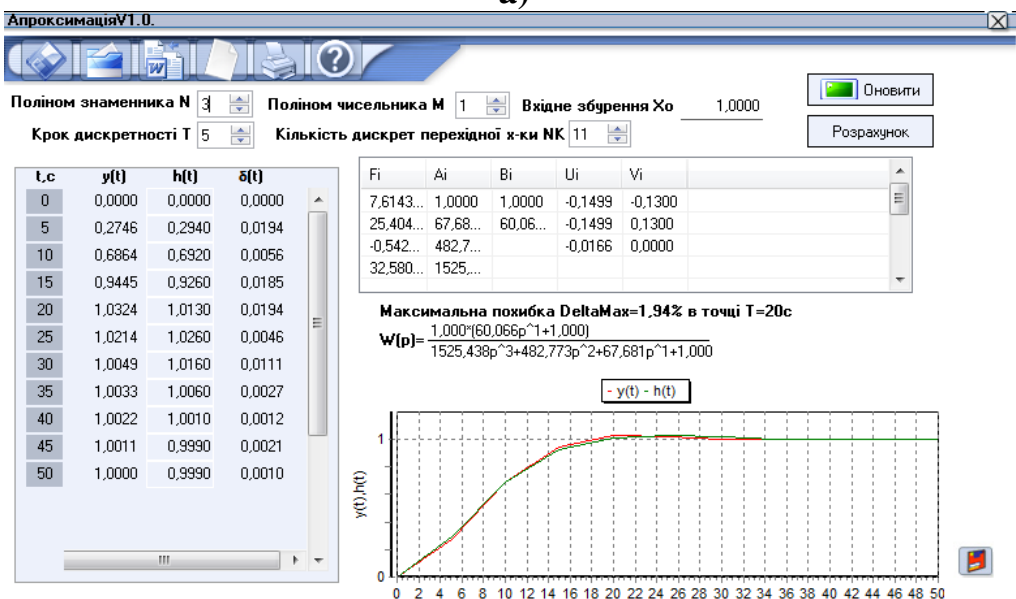 а)
АпроксимаціяV1.0.
Поліном знаменника N 3 Поліном чисельника M 1 Вхідне збурення Xo 1,0000 Оновити
Крок дискретності T 5 Кількість дискрет перехідної х-ки NK 11 Розрахунок
t,c y(t) h(t) δ(t)
0 0,0000 0,0000 0,0000
5 0,2746 0,2940 0,0194
10 0,6864 0,6920 0,0056
15 0,9445 0,9260 0,0185
20 1,0324 1,0130 0,0194
25 1,0214 1,0260 0,0046
30 1,0049 1,0160 0,0111
35 1,0033 1,0060 0,0027
40 1,0022 1,0010 0,0012
45 1,0011 0,9990 0,0021
50 1,0000 0,9990 0,0010
Fi Ai Bi Ui Vi
7,6143... 1,0000 1,0000 -0,1499 -0,1300
25,404... 67,68... 60,06... -0,1499 0,1300
-0,542... 482,7... -0,0166 0,0000
32,580... 1525,...
Максимальна похибка DeltaMax=1,94% в точці T=20c
W(p)= 1,000*(60,066p^1+1,000)
1525,438p^3+482,773p^2+67,681p^1+1,000
- y(t) - h(t)
y(t),h(t)
1
0
0 2 4 6 8 10 12 14 16 18 20 22 24 26 28 30 32 34 36 38 40 42 44 46 48 50